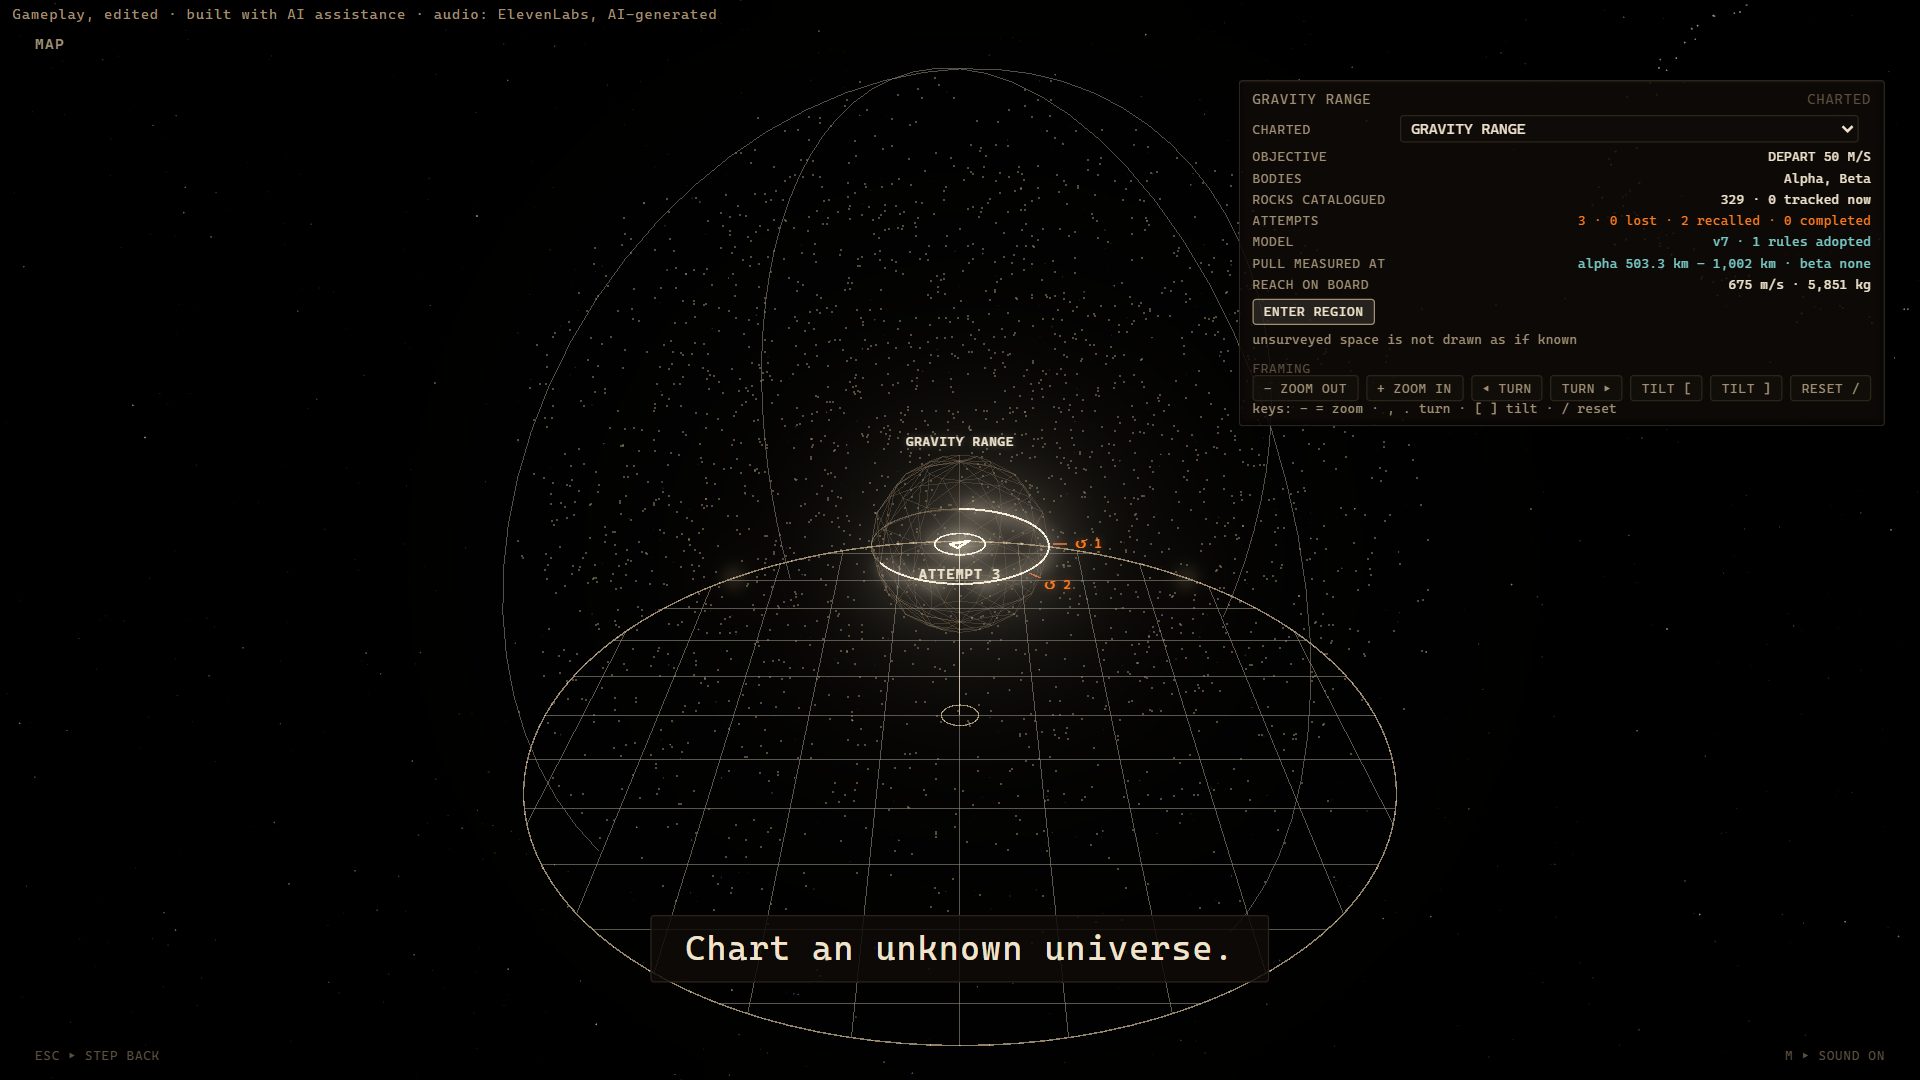 Gameplay, edited · built with AI assistance · audio: ElevenLabs, AI-generated
MAP
GRAVITY RANGE CHARTED
CHARTED GRAVITY RANGE
OBJECTIVE DEPART 50 M/S
BODIES Alpha, Beta
ROCKS CATALOGUED 329 · 0 tracked now
ATTEMPTS 3 · 0 lost · 2 recalled · 0 completed
MODEL v7 · 1 rules adopted
PULL MEASURED AT alpha 503.3 km – 1,002 km · beta none
REACH ON BOARD 675 m/s · 5,851 kg
ENTER REGION
unsurveyed space is not drawn as if known
FRAMING
− ZOOM OUT + ZOOM IN ◂ TURN TURN ▸ TILT [ TILT ] RESET /
keys: − = zoom · , . turn · [ ] tilt · / reset
GRAVITY RANGE
↺ 1
ATTEMPT 3
↺ 2
Chart an unknown universe.
ESC ▸ STEP BACK
M ▸ SOUND ON